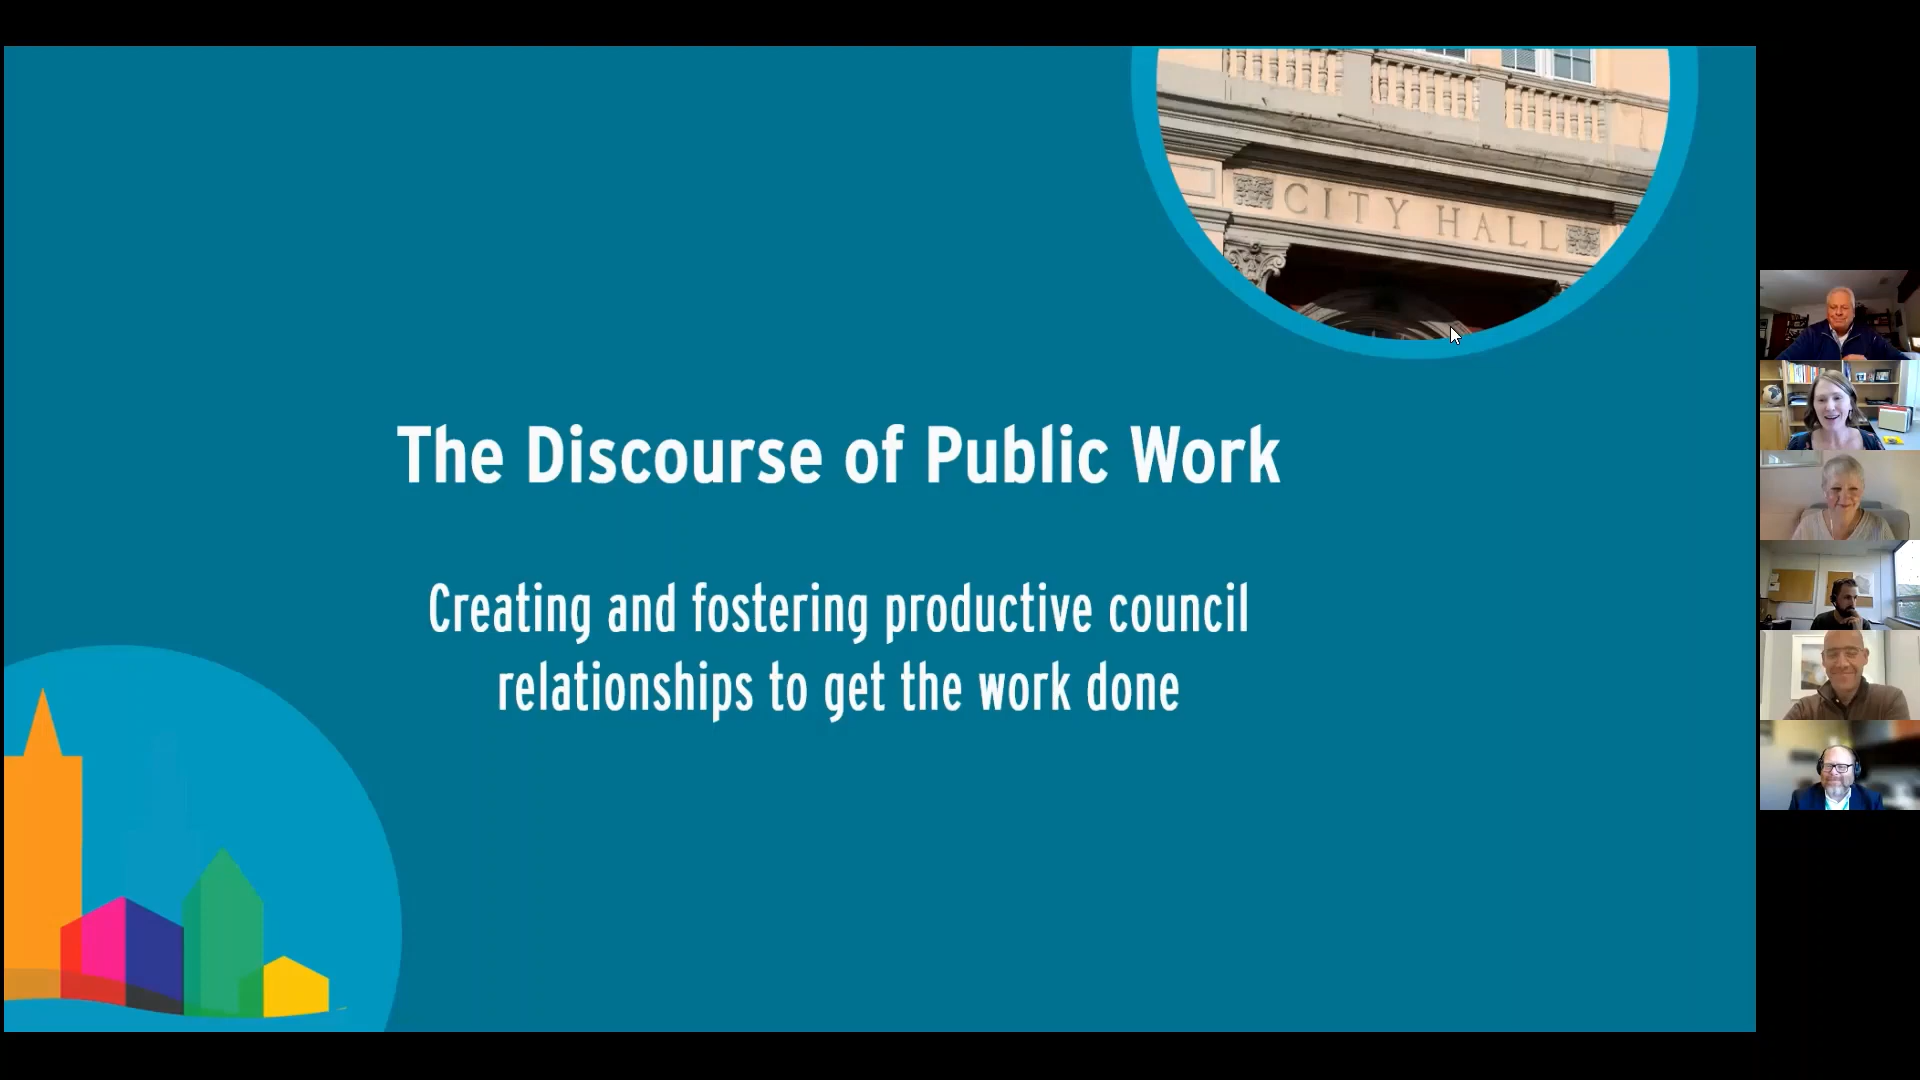 CITY HALL
The Discourse of Public Work
Creating and fostering productive council
relationships to get the work done